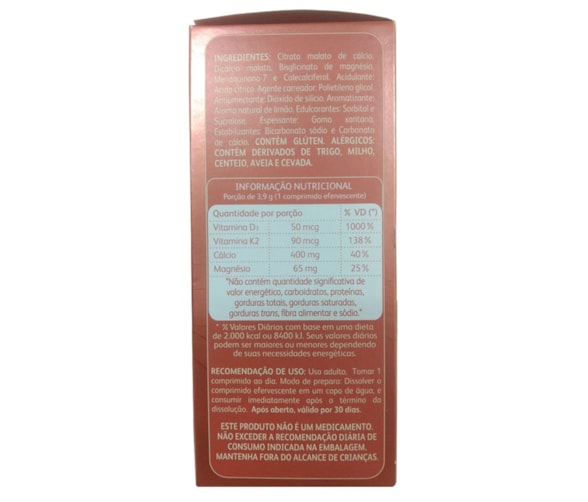 INGREDIENTES: Citrato malato de cálcio,
Dicálcio malato, Bisglicinato de magnésio,
Menaquinona-7 e Colecalciferol. Acidulante:
Ácido cítrico. Agente carreador: Polietileno glicol.
Antiumectante: Dióxido de silício. Aromatizante:
Aroma natural de limão. Edulcorantes: Sorbitol e
Sucralose. Espessante: Goma xantana.
Estabilizantes: Bicarbonato sódio e Carbonato
de cálcio. CONTÉM GLÚTEN. ALÉRGICOS:
CONTÉM DERIVADOS DE TRIGO, MILHO,
CENTEIO, AVEIA E CEVADA.
INFORMAÇÃO NUTRICIONAL
Porção de 3,9 g (1 comprimido efervescente)
Quantidade por porção % VD (*)
Vitamina D3 50 mcg 1000%
Vitamina K2 90 mcg 138%
Cálcio 400 mg 40%
Magnésio 65 mg 25%
"Não contém quantidade significativa de
valor energético, carboidratos, proteínas,
gorduras totais, gorduras saturadas,
gorduras trans, fibra alimentar e sódio."
* % Valores Diários com base em uma dieta
de 2.000 kcal ou 8400 kJ. Seus valores diários
podem ser maiores ou menores dependendo
de suas necessidades energéticas.
RECOMENDAÇÃO DE USO: Uso adulto. Tomar 1
comprimido ao dia. Modo de preparo: Dissolver o
comprimido efervescente em um copo de água, e
consumir imediatamente após o término da
dissolução. Após aberto, válido por 30 dias.
ESTE PRODUTO NÃO É UM MEDICAMENTO.
NÃO EXCEDER A RECOMENDAÇÃO DIÁRIA DE
CONSUMO INDICADA NA EMBALAGEM.
MANTENHA FORA DO ALCANCE DE CRIANÇAS.